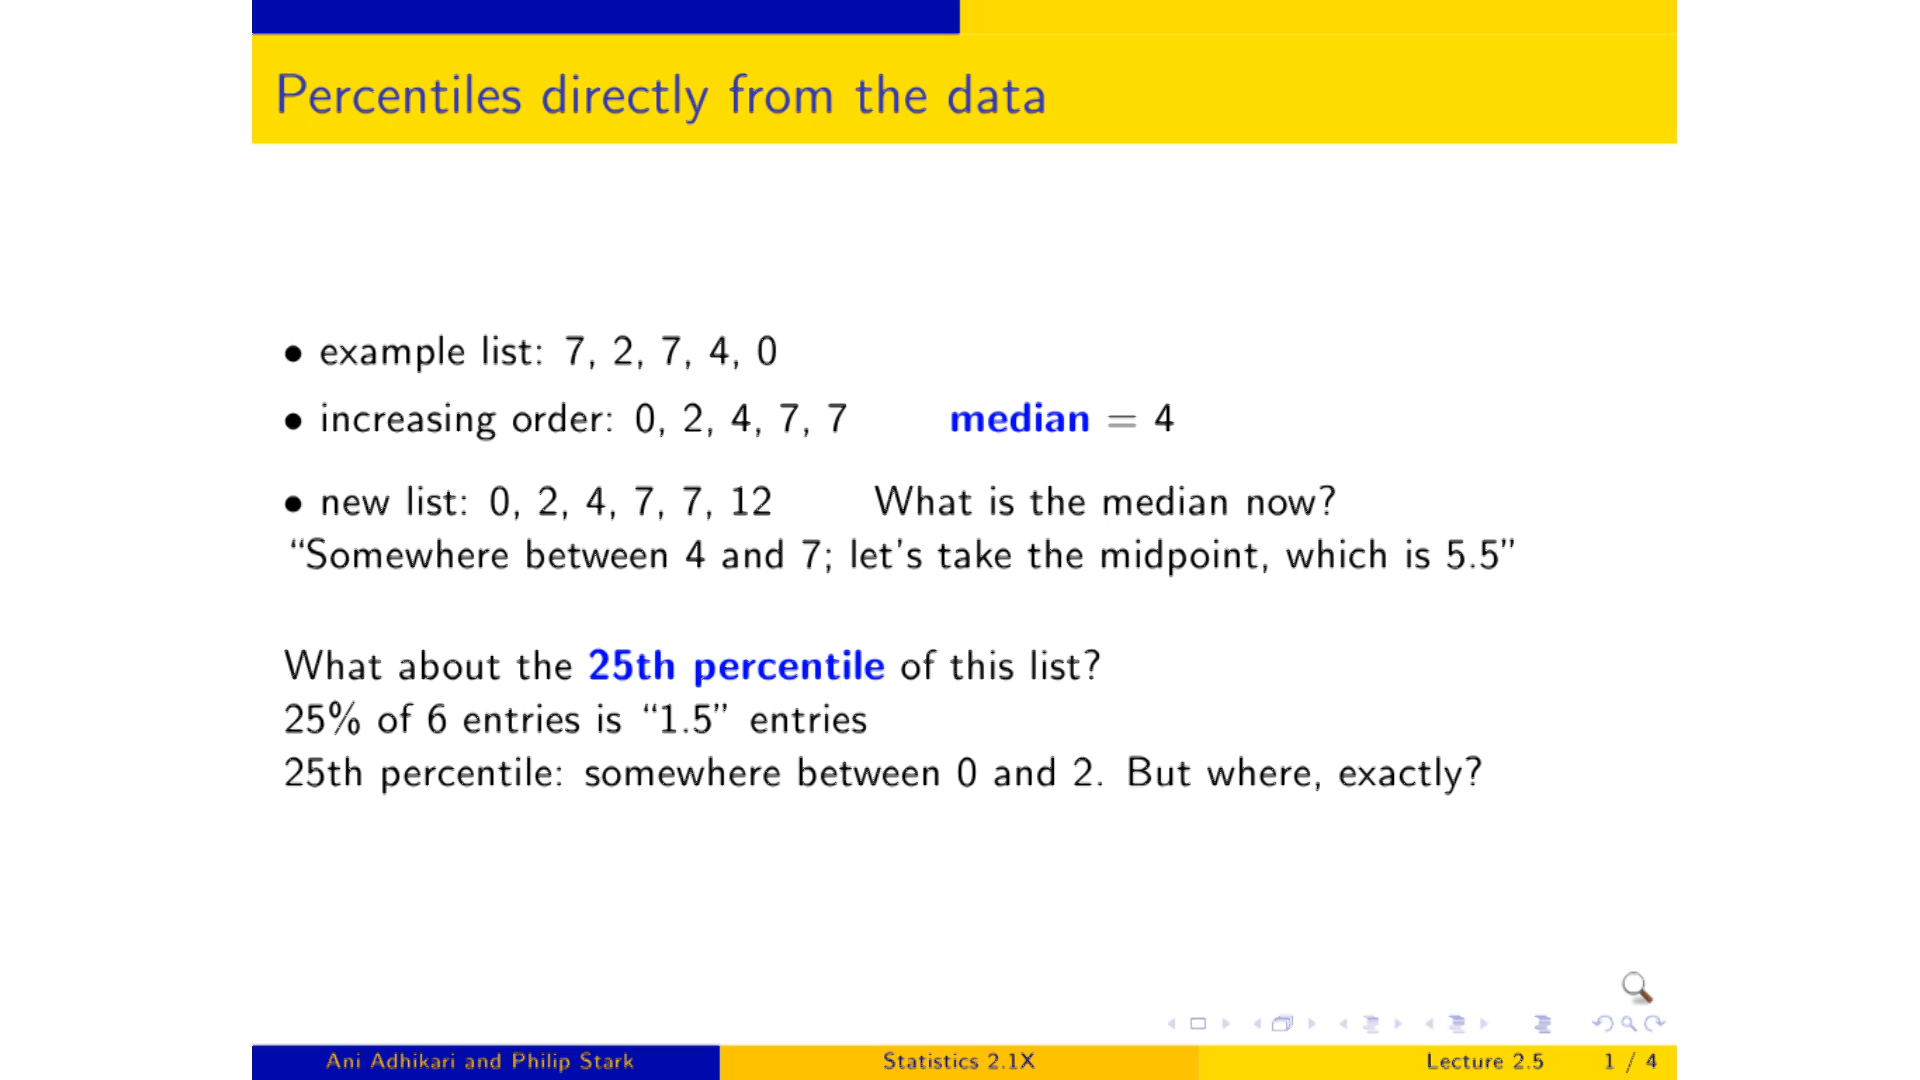 Percentiles directly from the data
• example list: 7, 2, 7, 4, 0
• increasing order: 0, 2, 4, 7, 7 median = 4
• new list: 0, 2, 4, 7, 7, 12 What is the median now?
“Somewhere between 4 and 7; let’s take the midpoint, which is 5.5”
What about the 25th percentile of this list?
25% of 6 entries is “1.5” entries
25th percentile: somewhere between 0 and 2. But where, exactly?
Ani Adhikari and Philip Stark Statistics 2.1X Lecture 2.5 1 / 4